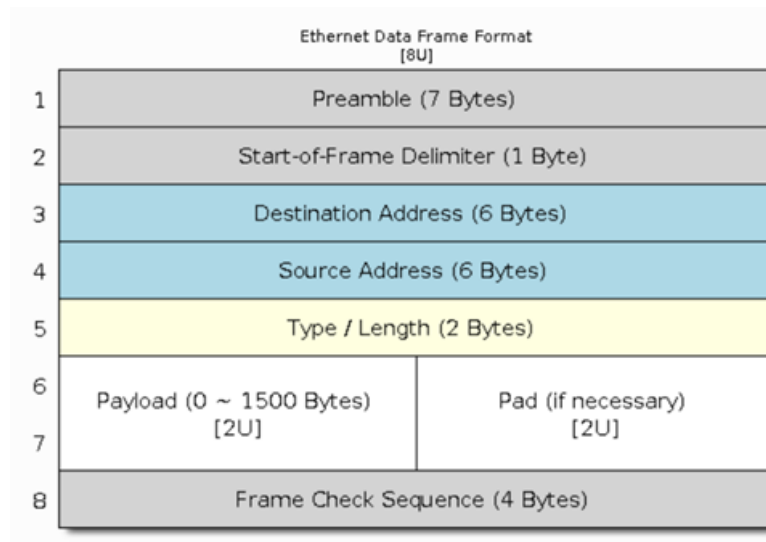 Ethernet Data Frame Format
[8U]
1
Preamble (7 Bytes)
2
Start-of-Frame Delimiter (1 Byte)
3
Destination Address (6 Bytes)
4
Source Address (6 Bytes)
5
Type / Length (2 Bytes)
6
Payload (0 ~ 1500 Bytes)
[2U]
Pad (if necessary)
[2U]
7
8
Frame Check Sequence (4 Bytes)